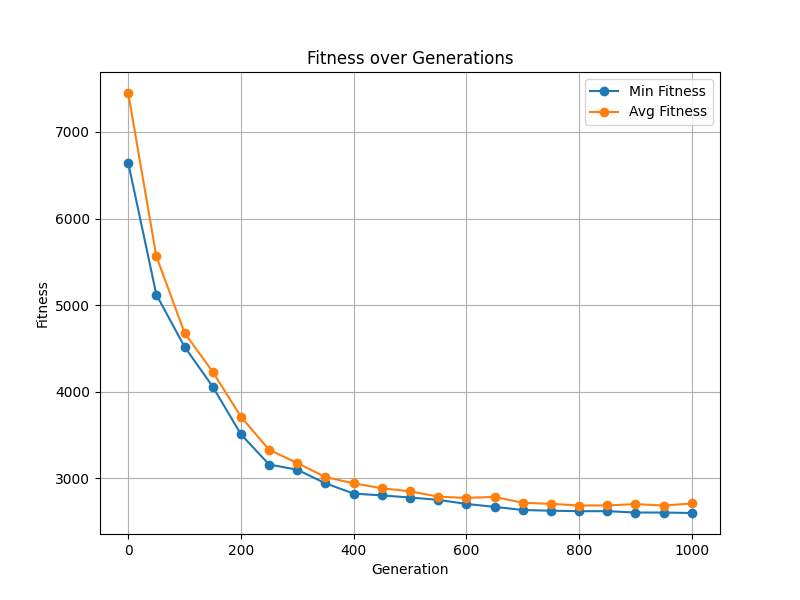 Fitness over Generations
Min Fitness
Avg Fitness
7000
6000
5000
4000
3000
Fitness
0 200 400 600 800 1000
Generation